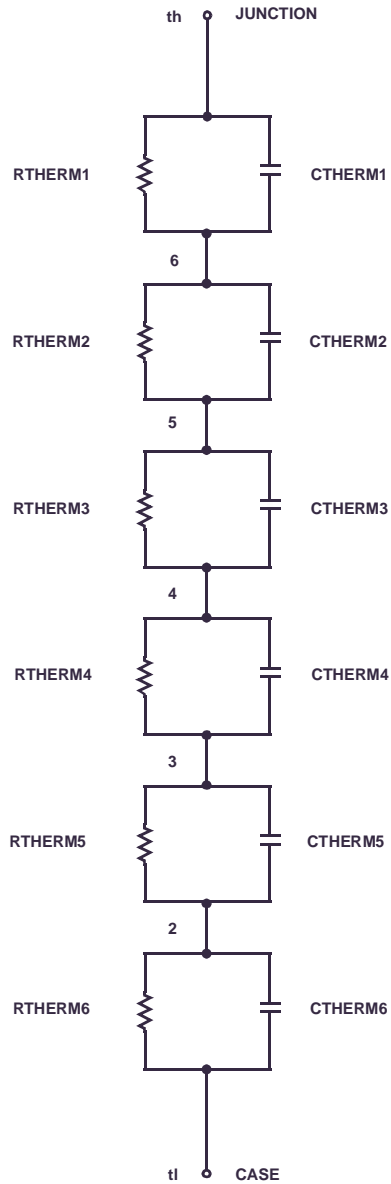 th JUNCTION
RTHERM1 CTHERM1
6
RTHERM2 CTHERM2
5
RTHERM3 CTHERM3
4
RTHERM4 CTHERM4
3
RTHERM5 CTHERM5
2
RTHERM6 CTHERM6
tl CASE